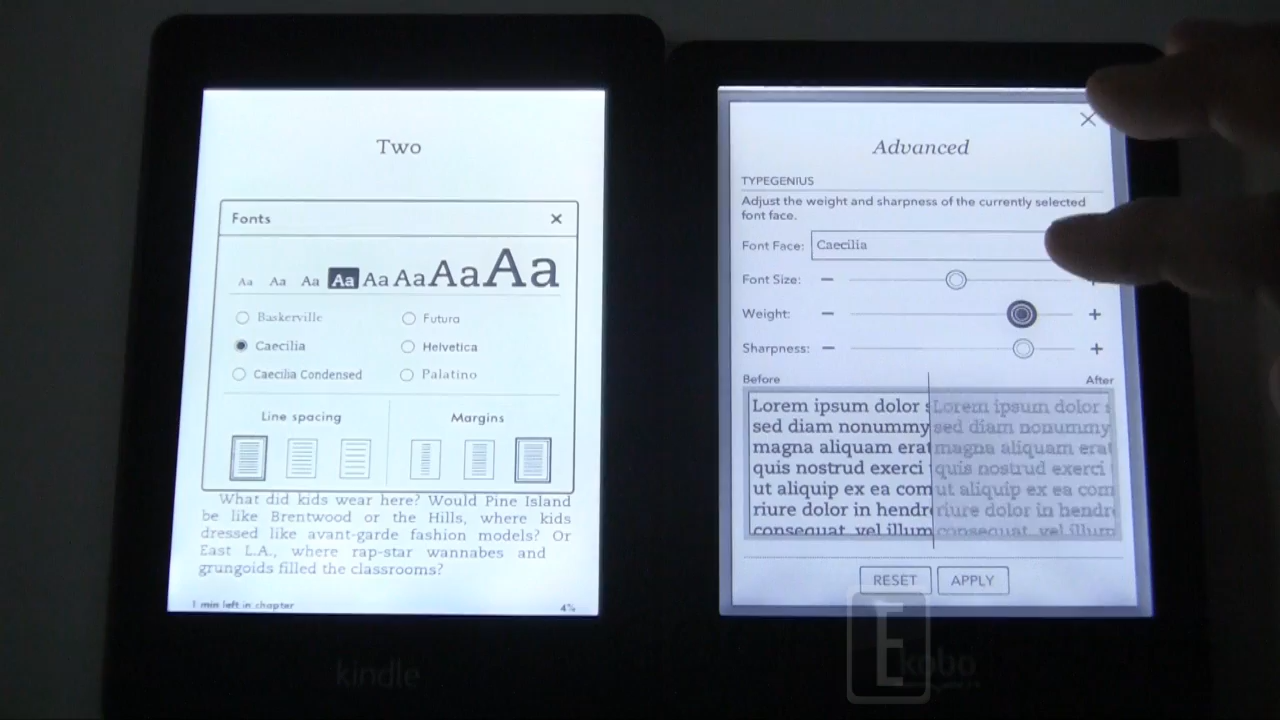 Two
Fonts ×
Aa Aa Aa Aa Aa Aa Aa Aa
Baskerville Futura
Caecilia Helvetica
Caecilia Condensed Palatino
Line spacing Margins
What did kids wear here? Would Pine Island
be like Brentwood or the Hills, where kids
dressed like avant-garde fashion models? Or
East L.A., where rap-star wannabes and
grungoids filled the classrooms?
1 min left in chapter 4%
kindle
×
Advanced
TYPEGENIUS
Adjust the weight and sharpness of the currently selected
font face.
Font Face: Caecilia
Font Size: −
Weight: − +
Sharpness: − +
Before After
Lorem ipsum dolor s Lorem ipsum dolor s
sed diam nonummy sed diam nonummy
magna aliquam erat magna aliquam erat
quis nostrud exerci quis nostrud exerci
ut aliquip ex ea com ut aliquip ex ea com
riure dolor in hendre riure dolor in hendre
consequat, vel illum consequat, vel illum
RESET APPLY
E
kobo